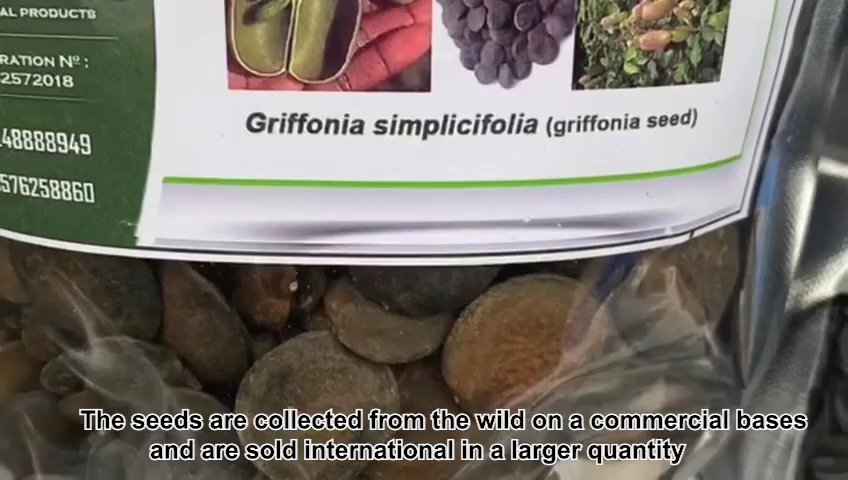 AL PRODUCTS
RATION Nº :
2572018
48888949
576258860
Griffonia simplicifolia (griffonia seed)
The seeds are collected from the wild on a commercial bases
and are sold international in a larger quantity